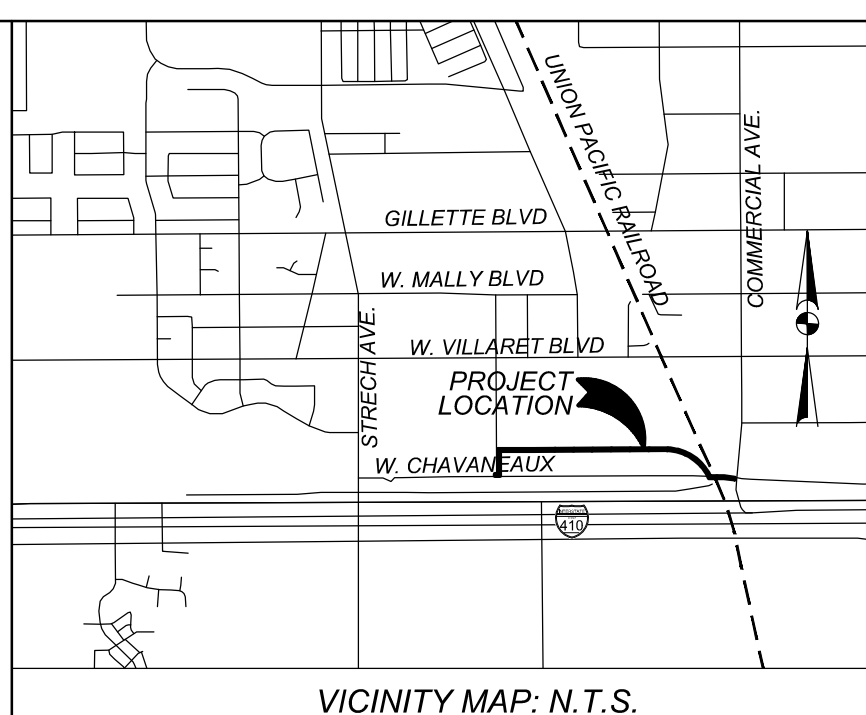 UNION PACIFIC RAILROAD
COMMERCIAL AVE.
GILLETTE BLVD
W. MALLY BLVD
STRECH AVE.
W. VILLARET BLVD
PROJECT
LOCATION
W. CHAVANEAUX
INTERSTATE
410
VICINITY MAP: N.T.S.